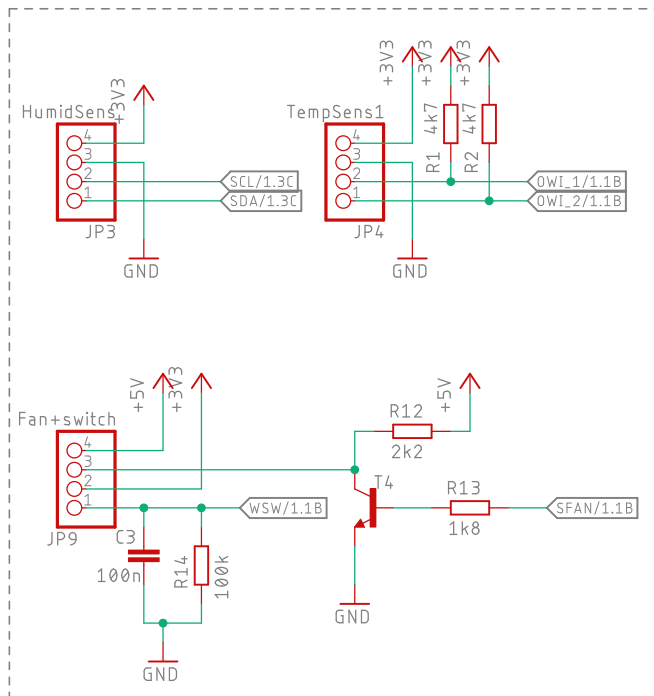 HumidSens
+3V3
4
3
2
1
SCL/1.3C
SDA/1.3C
JP3
GND
TempSens1
+3V3
+3V3
+3V3
4k7
4k7
R1
R2
4
3
2
1
OWI_1/1.1B
OWI_2/1.1B
JP4
GND
Fan+switch
+5V
+3V3
4
3
2
1
WSW/1.1B
JP9
C3
100n
R14
100k
GND
R12
2k2
+5V
T4
R13
1k8
SFAN/1.1B
GND